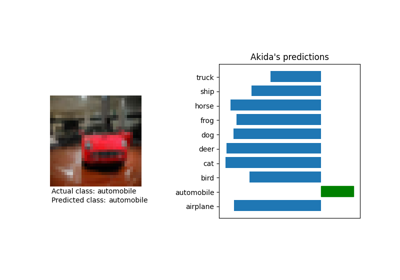 Akida's predictions
truck
ship
horse
frog
dog
deer
cat
bird
automobile
airplane
Actual class: automobile
Predicted class: automobile